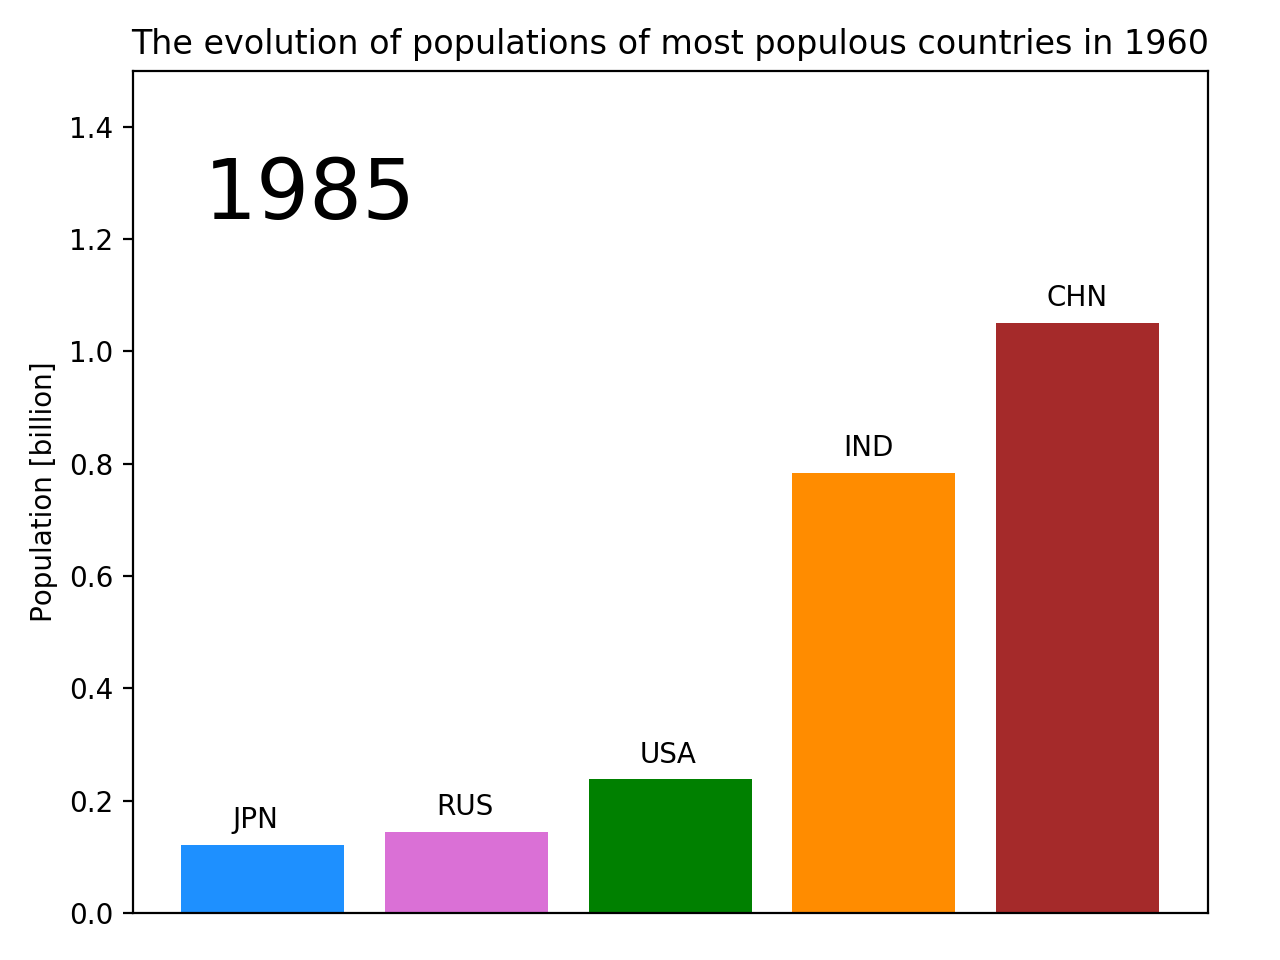 The evolution of populations of most populous countries in 1960
1985
Population [billion]
1.4
1.2
1.0
0.8
0.6
0.4
0.2
0.0
JPN
RUS
USA
IND
CHN